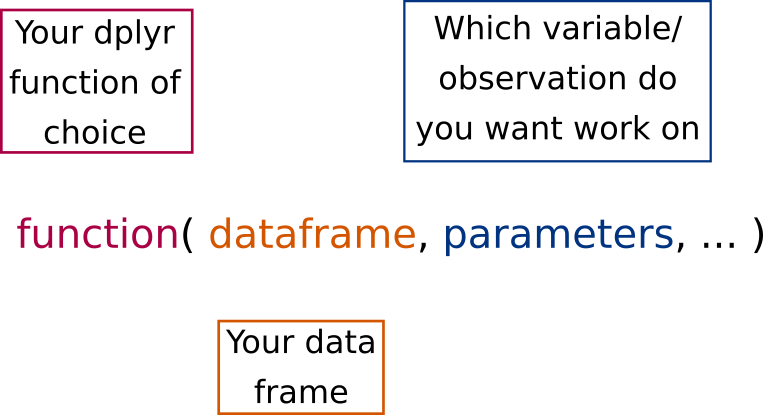 Your dplyr
function of
choice
Which variable/
observation do
you want work on
function( dataframe, parameters, ... )
Your data
frame